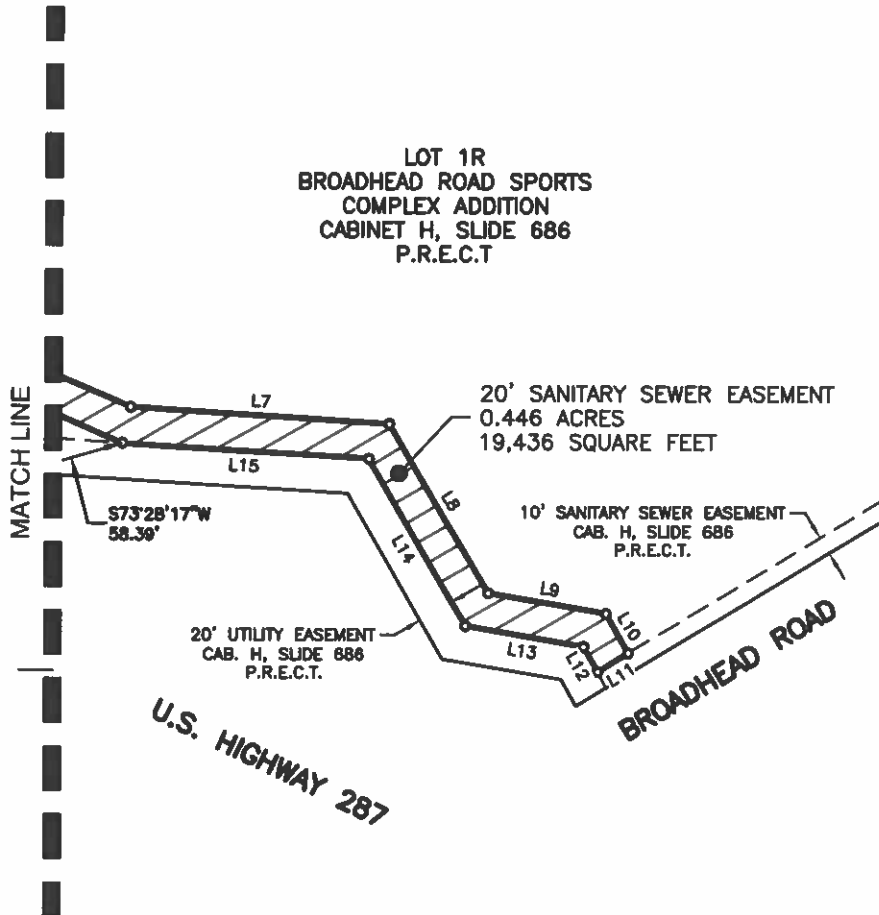 LOT 1R
BROADHEAD ROAD SPORTS
COMPLEX ADDITION
CABINET H, SLIDE 686
P.R.E.C.T
MATCH LINE
L7
20' SANITARY SEWER EASEMENT
0.446 ACRES
19,436 SQUARE FEET
L15
L8
S73°28'17"W
58.39'
10' SANITARY SEWER EASEMENT
CAB. H, SLIDE 686
P.R.E.C.T.
L14
L9
L10
20' UTILITY EASEMENT
CAB. H, SLIDE 686
P.R.E.C.T.
L13
L12
L11
BROADHEAD ROAD
U.S. HIGHWAY 287